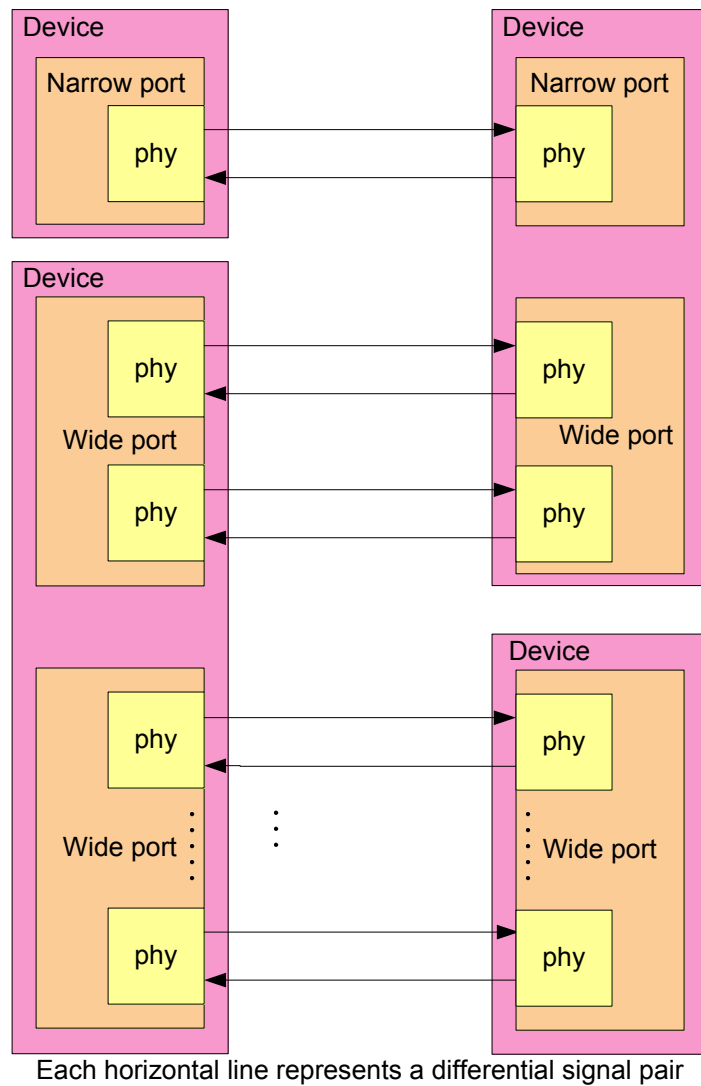 Device
Device
Narrow port
Narrow port
phy
phy
Device
phy
phy
Wide port
Wide port
phy
phy
Device
phy
phy
Wide port
Wide port
phy
phy
Each horizontal line represents a differential signal pair